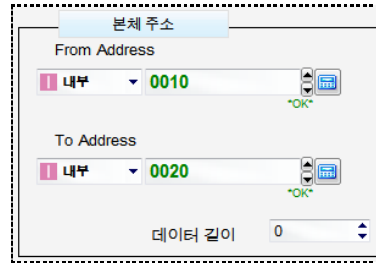 본체 주소
From Address
내부 0010
*OK*
To Address
내부 0020
*OK*
데이터 길이 0